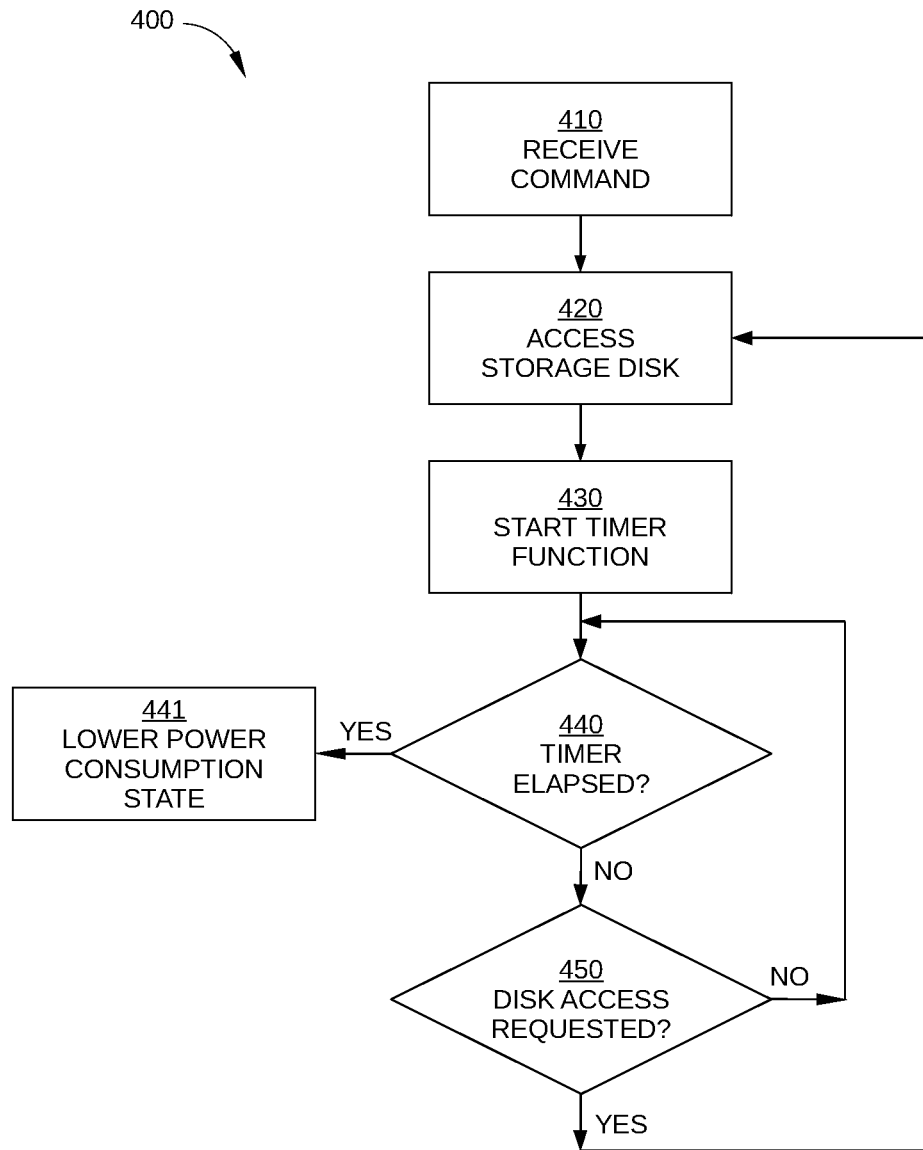 400
410
RECEIVE
COMMAND
420
ACCESS
STORAGE DISK
430
START TIMER
FUNCTION
441
LOWER POWER
CONSUMPTION
STATE
YES
440
TIMER
ELAPSED?
NO
450
DISK ACCESS
REQUESTED?
NO
YES